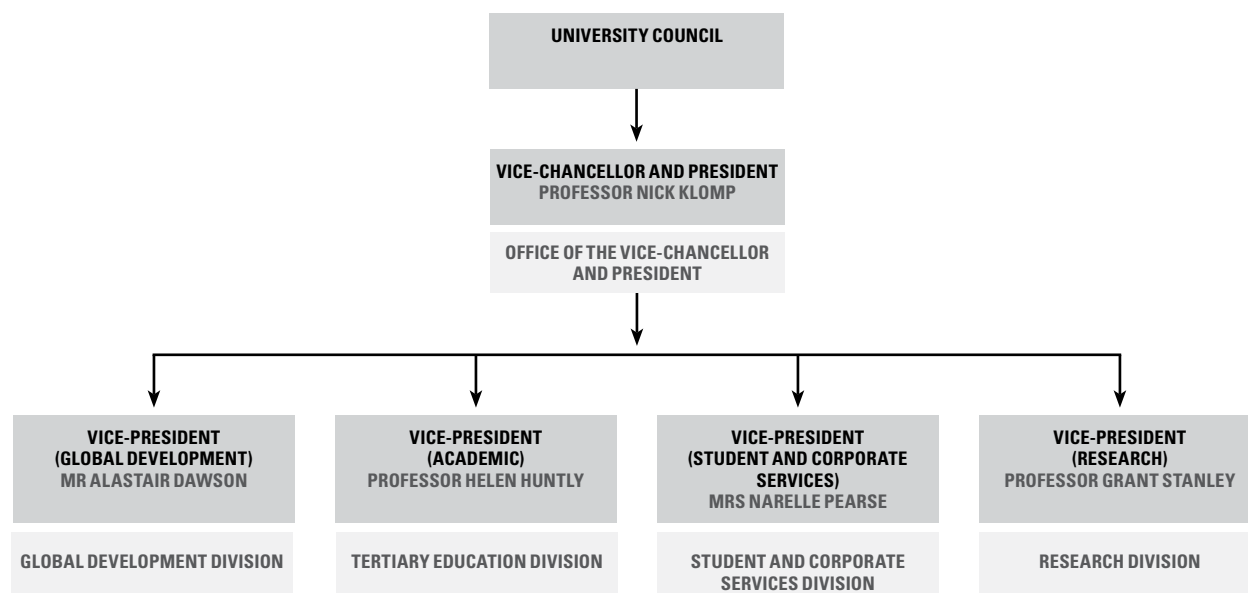 UNIVERSITY COUNCIL
VICE-CHANCELLOR AND PRESIDENT
PROFESSOR NICK KLOMP
OFFICE OF THE VICE-CHANCELLOR
AND PRESIDENT
VICE-PRESIDENT
(GLOBAL DEVELOPMENT)
MR ALASTAIR DAWSON
GLOBAL DEVELOPMENT DIVISION
VICE-PRESIDENT
(ACADEMIC)
PROFESSOR HELEN HUNTLY
TERTIARY EDUCATION DIVISION
VICE-PRESIDENT
(STUDENT AND CORPORATE
SERVICES)
MRS NARELLE PEARSE
STUDENT AND CORPORATE
SERVICES DIVISION
VICE-PRESIDENT
(RESEARCH)
PROFESSOR GRANT STANLEY
RESEARCH DIVISION